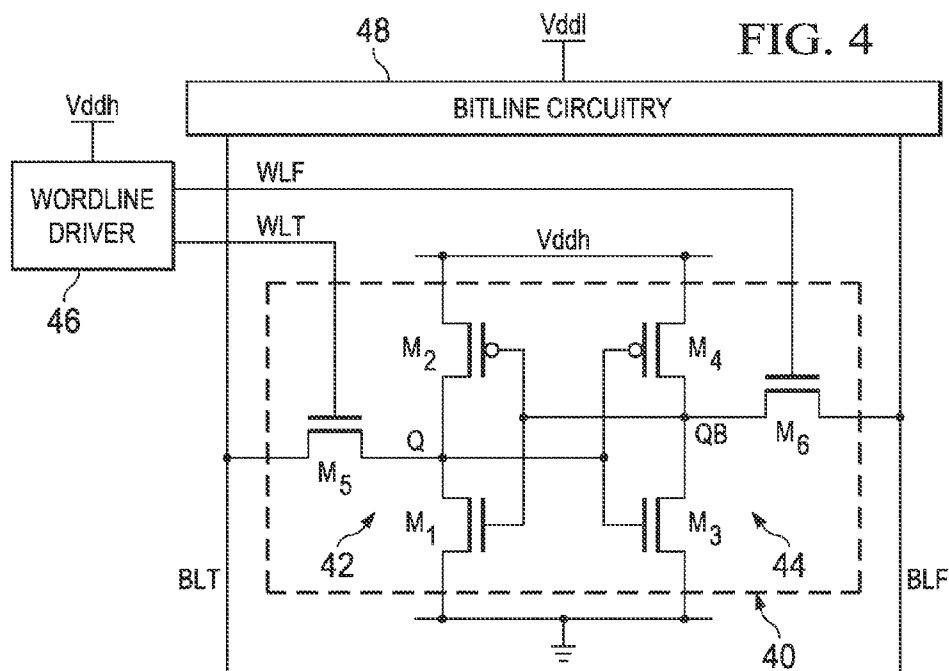 48
Vddl
FIG. 4
BITLINE CIRCUITRY
Vddh
WORDLINE
DRIVER
WLF
WLT
46
Vddh
M2
M4
Q
QB
M5
M6
M1
M3
42
44
BLT
BLF
40